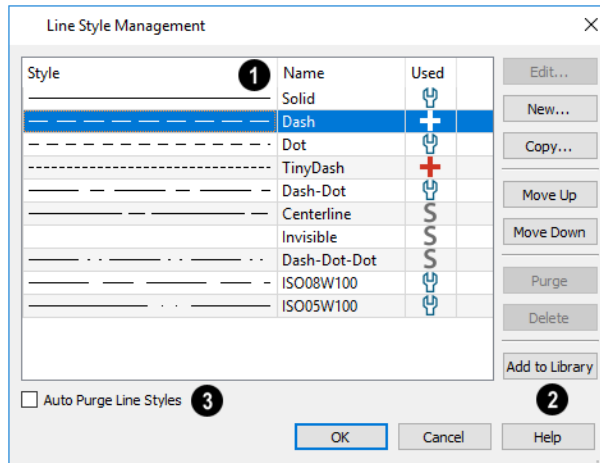 Line Style Management
Style 1 Name Used
Solid
Dash
Dot
TinyDash
Dash-Dot
Centerline S
Invisible S
Dash-Dot-Dot S
ISO08W100
ISO05W100
Edit...
New...
Copy...
Move Up
Move Down
Purge
Delete
Add to Library
2
Auto Purge Line Styles 3
OK Cancel Help